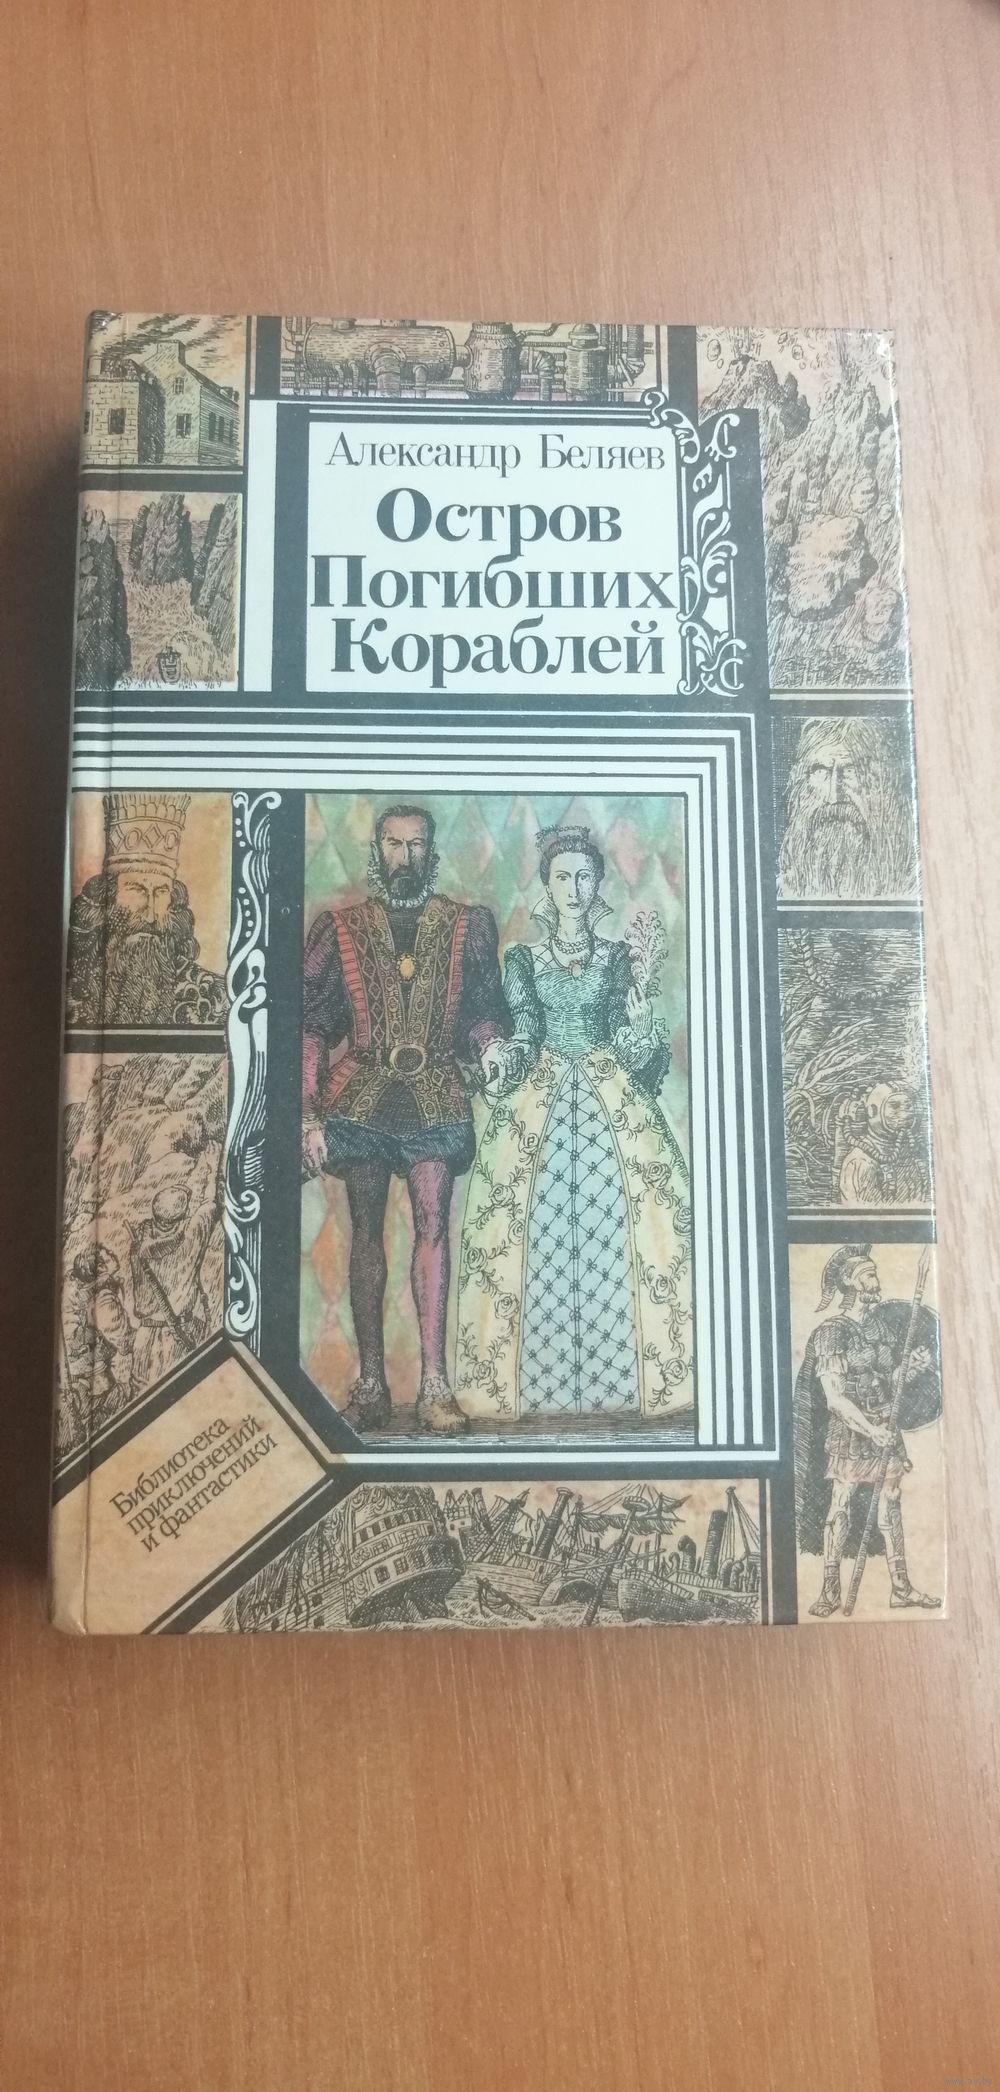 Александр Беляев
Остров
Погибших
Кораблей
Библиотека
приключений
и фантастики